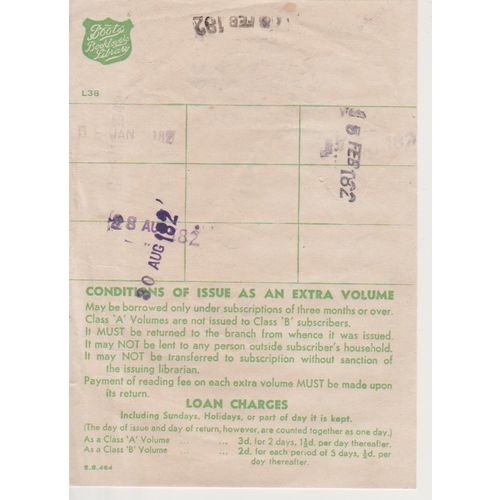 Boots
Booklovers
Library
8 FEB 182
L38
JAN 182
5 FEB 182
28 AUG 182
30 AUG 182
CONDITIONS OF ISSUE AS AN EXTRA VOLUME
May be borrowed only under subscriptions of three months or over.
Class 'A' Volumes are not issued to Class 'B' subscribers.
It MUST be returned to the branch from whence it was issued.
It may NOT be lent to any person outside subscriber's household.
It may NOT be transferred to subscription without sanction of
the issuing librarian.
Payment of reading fee on each extra volume MUST be made upon
its return.
LOAN CHARGES
Including Sundays, Holidays, or part of day it is kept.
(The day of issue and day of return, however, are counted together as one day.)
As a Class 'A' Volume ... ... 3d. for 2 days, 1½d. per day thereafter.
As a Class 'B' Volume ... ... 2d. for each period of 5 days, ½d. per
day thereafter.